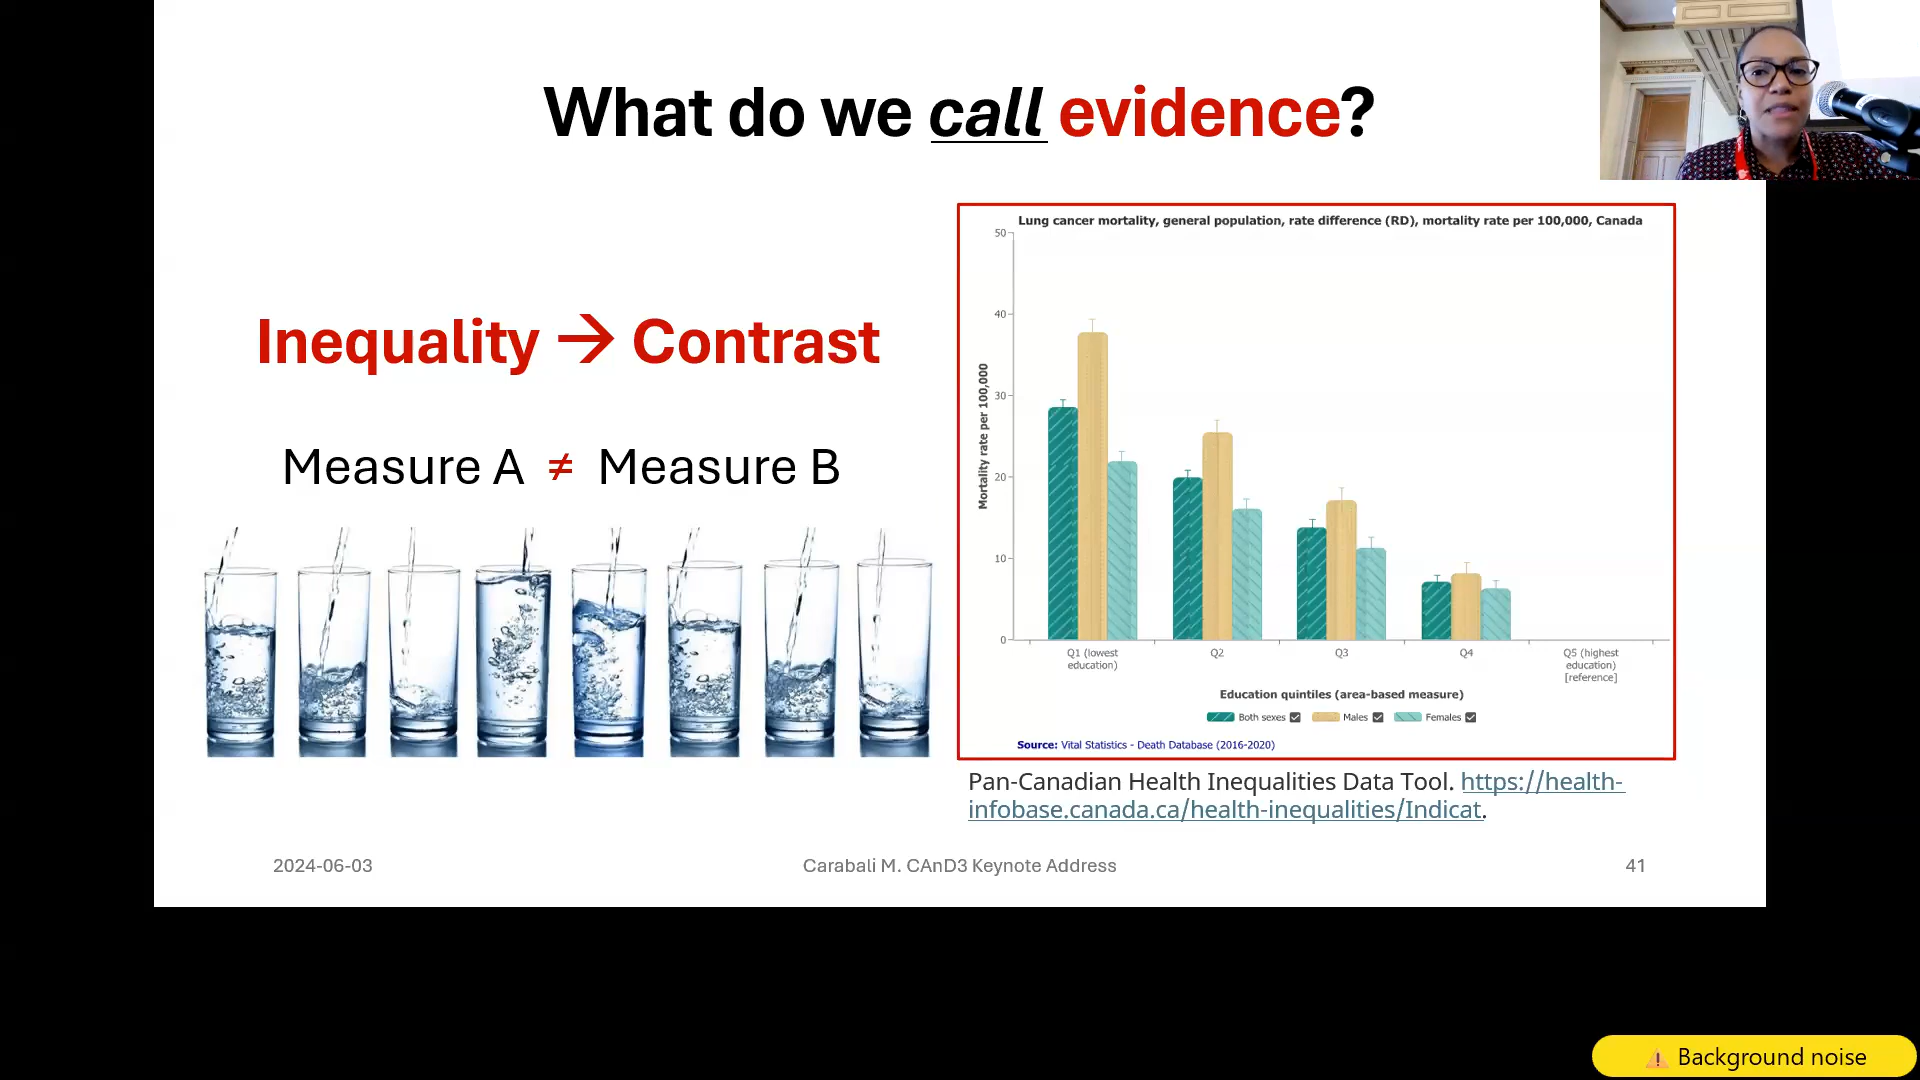 What do we call evidence?
Inequality → Contrast
Measure A ≠ Measure B
Lung cancer mortality, general population, rate difference (RD), mortality rate per 100,000, Canada
Mortality rate per 100,000
50
40
30
20
10
0
Q1 (lowest education)
Q2
Q3
Q4
Q5 (highest education) [reference]
Education quintiles (area-based measure)
Both sexes
Males
Females
Source: Vital Statistics - Death Database (2016-2020)
Pan-Canadian Health Inequalities Data Tool. https://health-
infobase.canada.ca/health-inequalities/Indicat.
2024-06-03
Carabali M. CAnD3 Keynote Address
41
Background noise